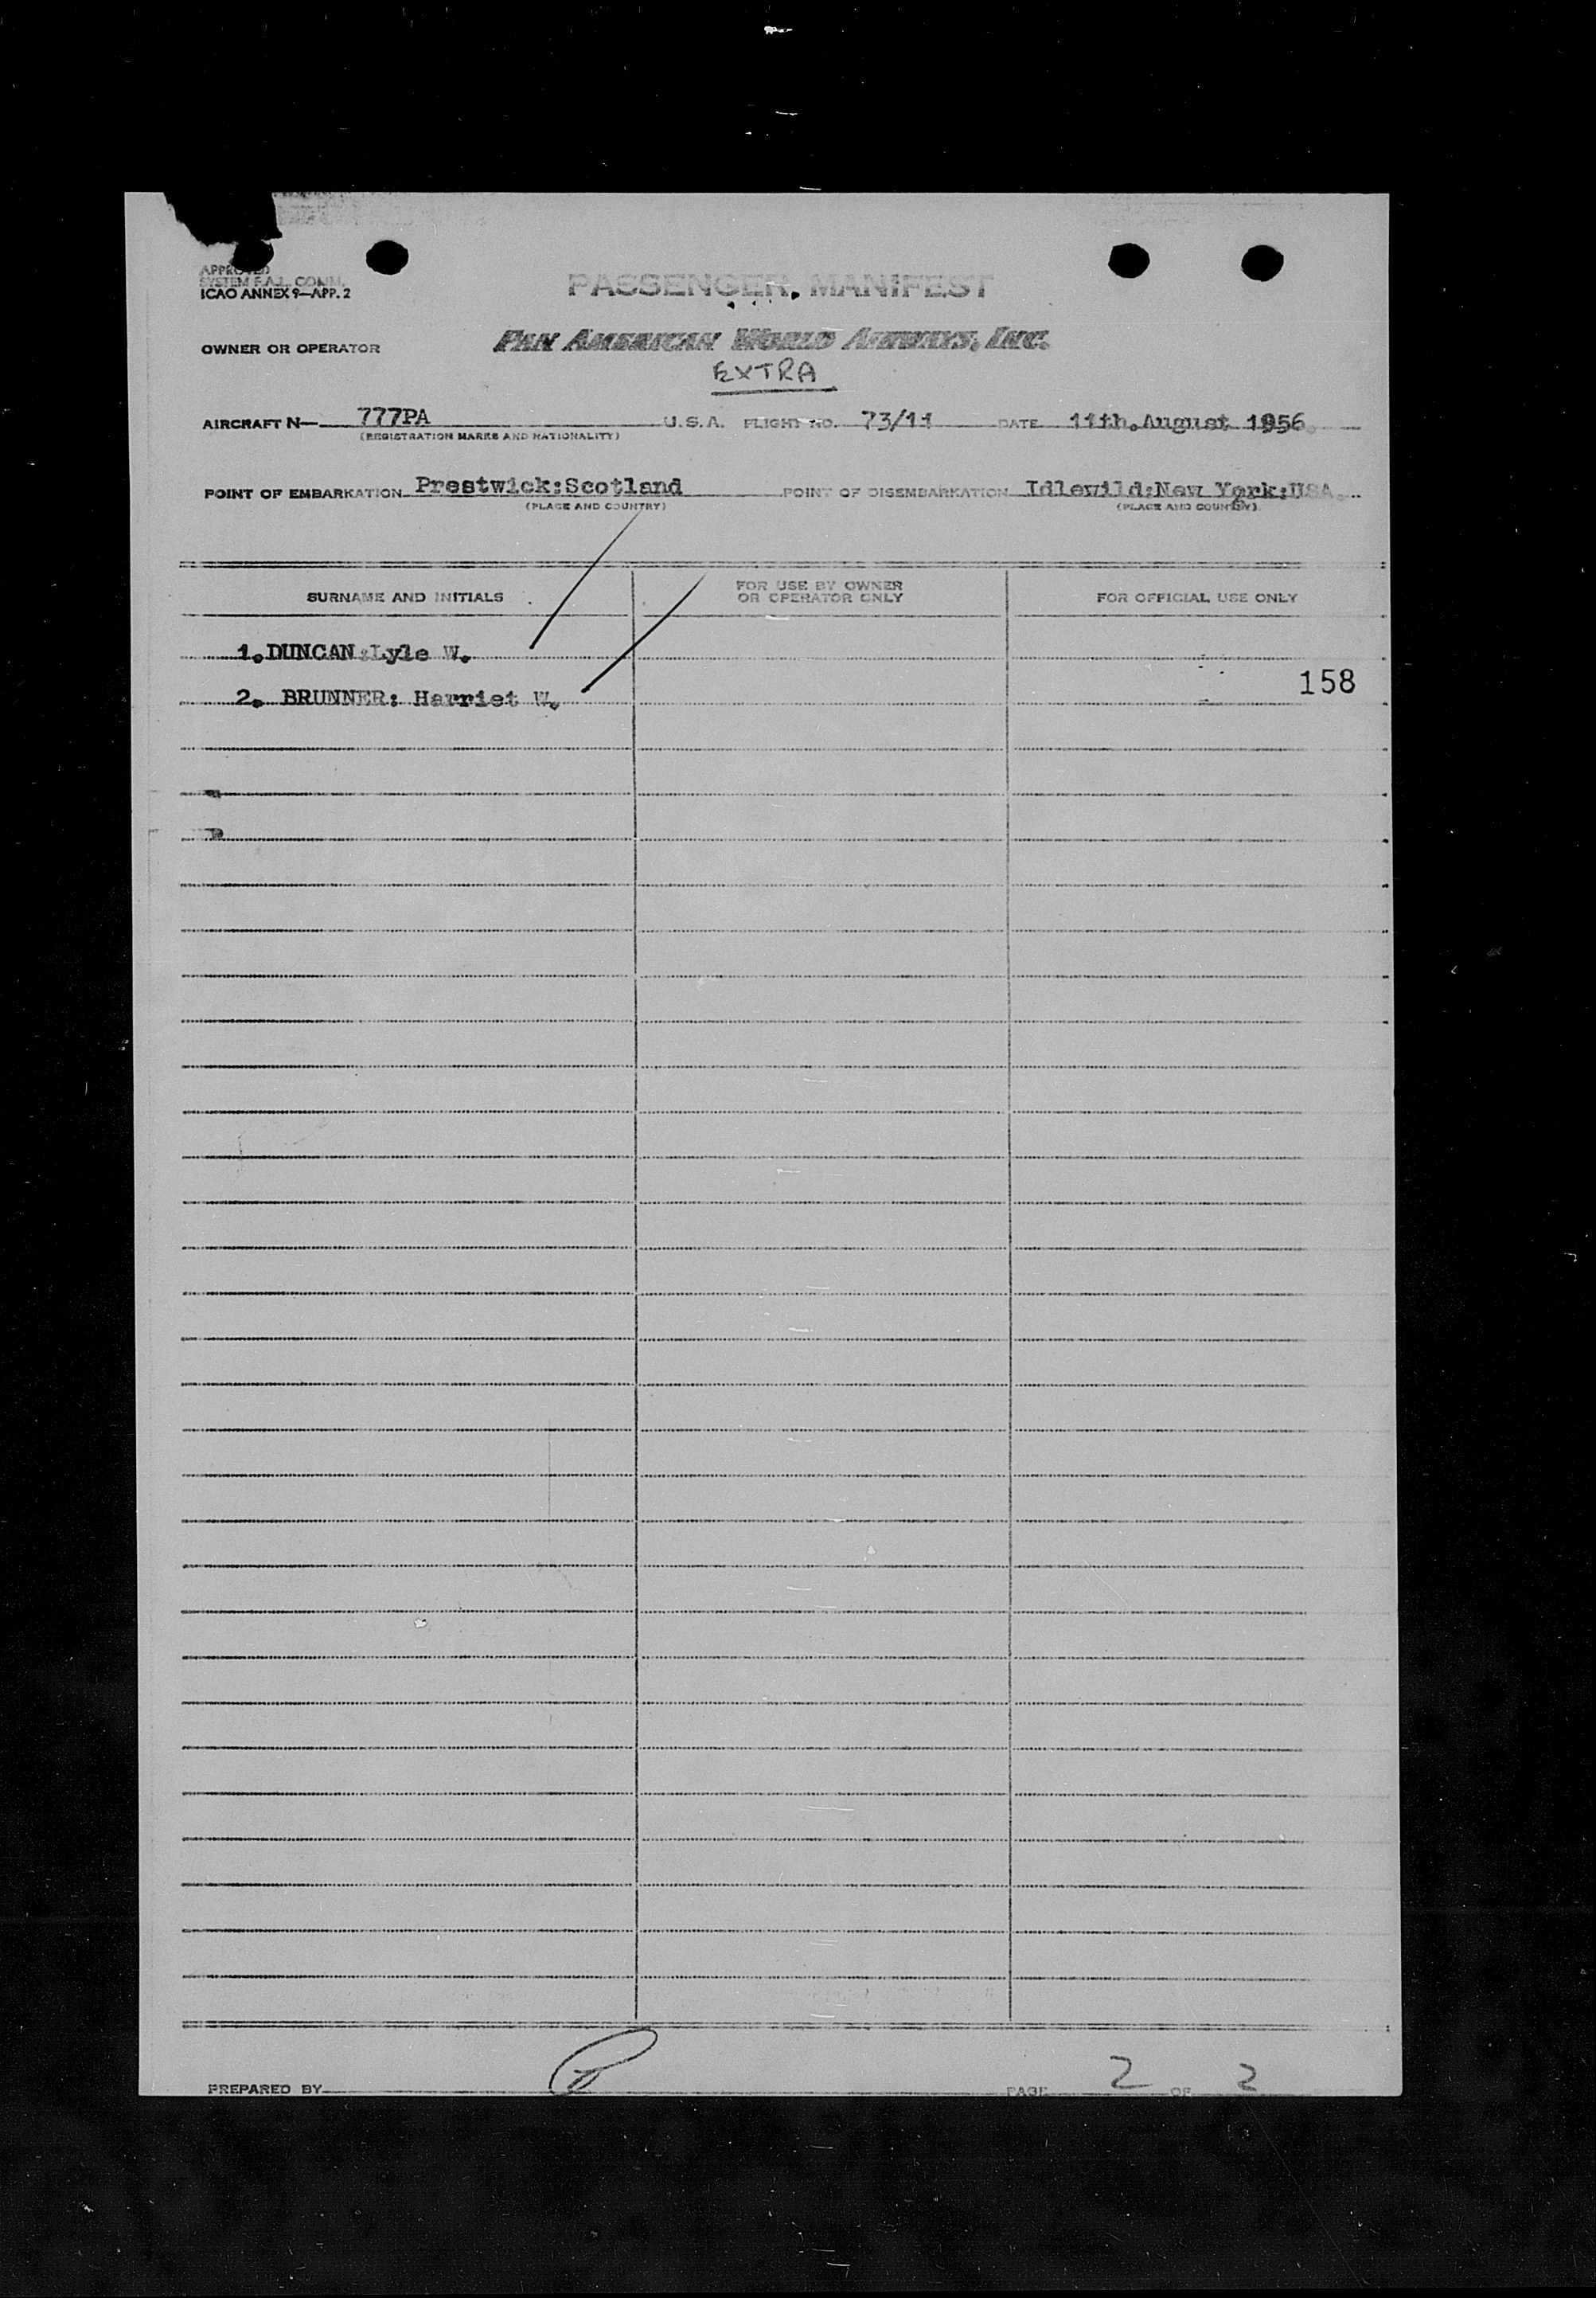 APPROVED
SYSTEM F.A.L. COMM.
ICAO ANNEX 9—APP. 2
PASSENGER MANIFEST
OWNER OR OPERATOR PAN AMERICAN WORLD AIRWAYS, INC.
EXTRA
AIRCRAFT N— 777PA U.S.A. FLIGHT NO. 73/11 DATE 11th.August 1956.
(REGISTRATION MARKS AND NATIONALITY)
POINT OF EMBARKATION Prestwick:Scotland POINT OF DISEMBARKATION Idlewild:New York:USA.
(PLACE AND COUNTRY) (PLACE AND COUNTRY)
SURNAME AND INITIALS FOR USE BY OWNER OR OPERATOR ONLY FOR OFFICIAL USE ONLY
1.DUNCAN:Lyle W.
158
2. BRUNNER: Harriet W.
PREPARED BY PAGE 2 OF 2